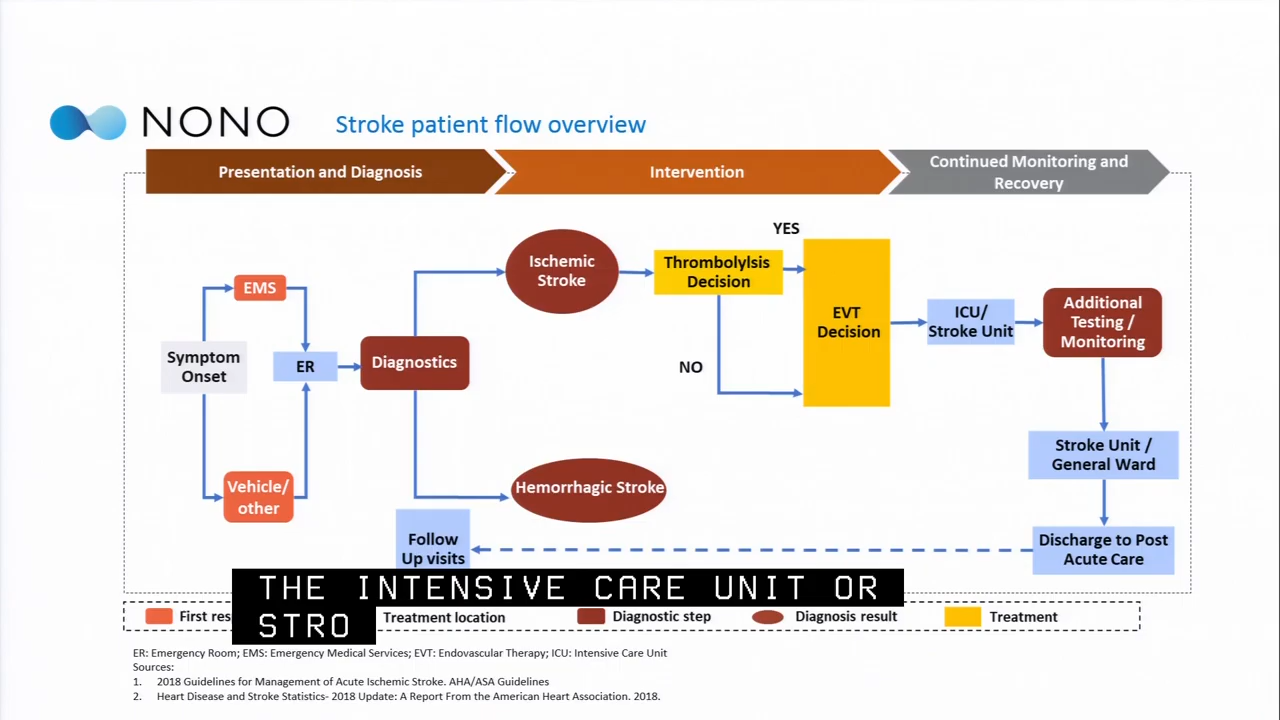 NONO
Stroke patient flow overview
Presentation and Diagnosis
Intervention
Continued Monitoring and
Recovery
YES
Ischemic
Stroke
Thrombolylsis
Decision
EMS
EVT
Decision
ICU/
Stroke Unit
Additional
Testing /
Monitoring
Symptom
Onset
ER
Diagnostics
NO
Stroke Unit /
General Ward
Vehicle/
other
Hemorrhagic Stroke
Follow
Up visits
Discharge to Post
Acute Care
THE INTENSIVE CARE UNIT OR
STRO
First res
Treatment location
Diagnostic step
Diagnosis result
Treatment
ER: Emergency Room; EMS: Emergency Medical Services; EVT: Endovascular Therapy; ICU: Intensive Care Unit
Sources:
1. 2018 Guidelines for Management of Acute Ischemic Stroke. AHA/ASA Guidelines
2. Heart Disease and Stroke Statistics- 2018 Update: A Report From the American Heart Association. 2018.